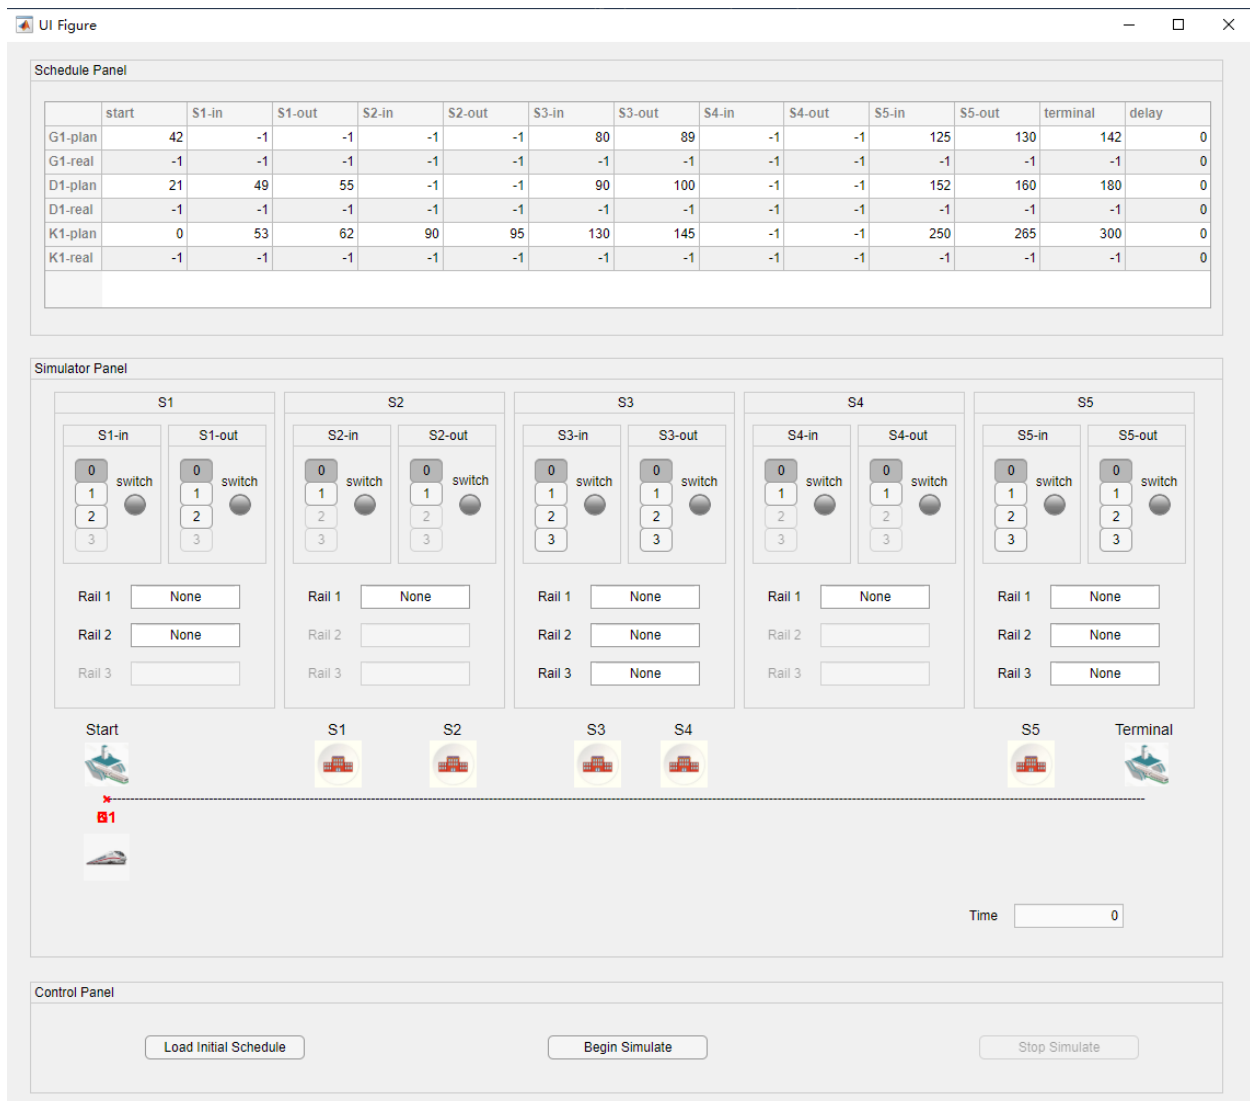 UI Figure
Schedule Panel
start S1-in S1-out S2-in S2-out S3-in S3-out S4-in S4-out S5-in S5-out terminal delay
G1-plan 42 -1 -1 -1 -1 80 89 -1 -1 125 130 142 0
G1-real -1 -1 -1 -1 -1 -1 -1 -1 -1 -1 -1 -1 0
D1-plan 21 49 55 -1 -1 90 100 -1 -1 152 160 180 0
D1-real -1 -1 -1 -1 -1 -1 -1 -1 -1 -1 -1 -1 0
K1-plan 0 53 62 90 95 130 145 -1 -1 250 265 300 0
K1-real -1 -1 -1 -1 -1 -1 -1 -1 -1 -1 -1 -1 0
Simulator Panel
S1 S2 S3 S4 S5
S1-in S1-out S2-in S2-out S3-in S3-out S4-in S4-out S5-in S5-out
0 0 0 0 0 0 0 0 0 0
switch switch switch switch switch switch switch switch switch switch
1 1 1 1 1 1 1 1 1 1
2 2 2 2 2 2 2 2 2 2
3 3 3 3 3 3 3 3 3 3
Rail 1 None Rail 1 None Rail 1 None Rail 1 None Rail 1 None
Rail 2 None Rail 2 Rail 2 None Rail 2 Rail 2 None
Rail 3 Rail 3 Rail 3 None Rail 3 Rail 3 None
Start S1 S2 S3 S4 S5 Terminal
Time 0
Control Panel
Load Initial Schedule Begin Simulate Stop Simulate